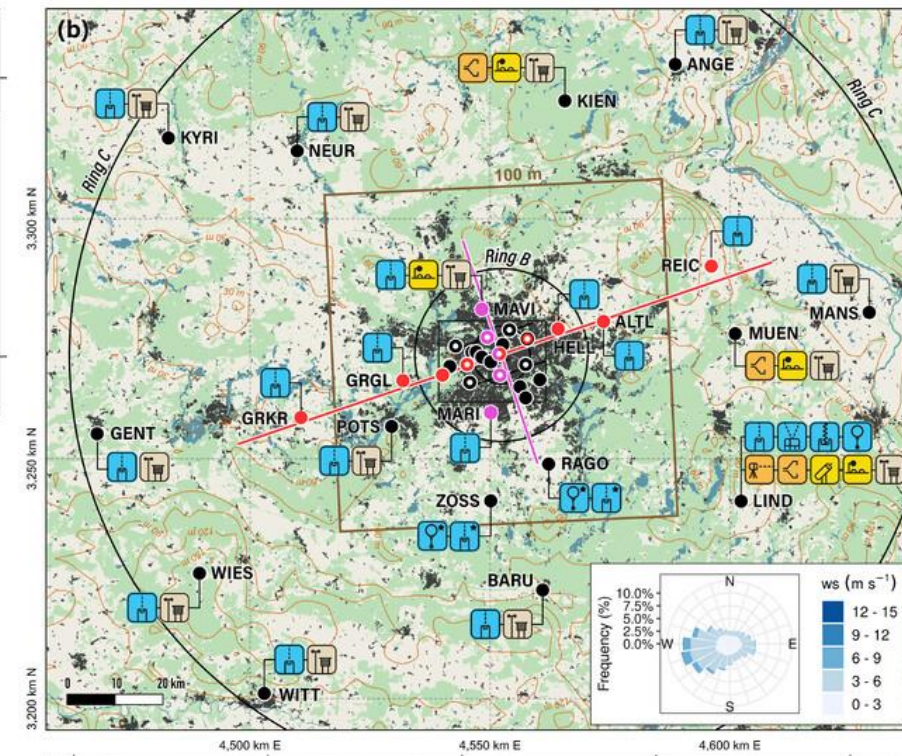 (b)
ANGE
KIEN
Ring C
KYRI
NEUR
Ring C
100 m
3,300 km N
REIC
Ring B
MAVI
ALTL
MANS
HELL
MUEN
GRGL
GRKR
MARI
POTS
GENT
3,250 km N
RAGO
ZOSS
LIND
WIES
BARU
WITT
0 10 20 km
3,200 km N
30 m
N
W
E
S
Frequency (%)
10.0%
7.5%
5.0%
2.5%
0.0%
ws (m s⁻¹)
12 - 15
9 - 12
6 - 9
3 - 6
0 - 3
4,500 km E
4,550 km E
4,600 km E